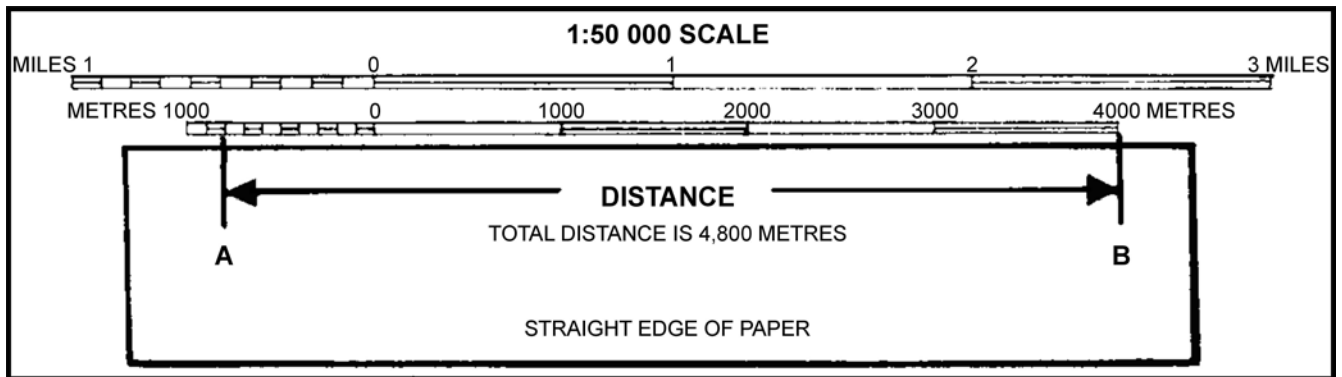 1:50 000 SCALE
MILES 1 0 1 2 3 MILES
METRES 1000 0 1000 2000 3000 4000 METRES
DISTANCE
TOTAL DISTANCE IS 4,800 METRES
A B
STRAIGHT EDGE OF PAPER